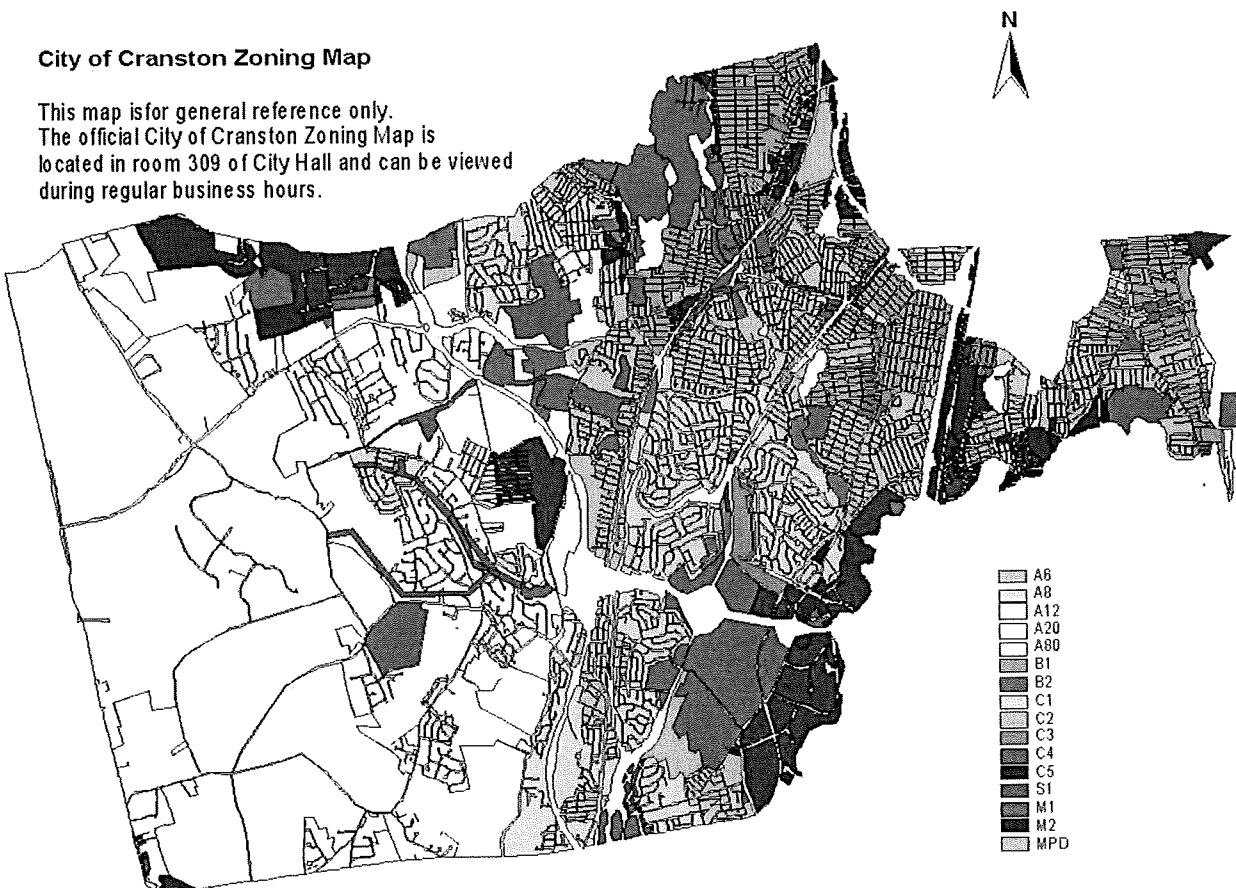 N
City of Cranston Zoning Map
This map isfor general reference only.
The official City of Cranston Zoning Map is
located in room 309 of City Hall and can be viewed
during regular business hours.
A6
A8
A12
A20
A80
B1
B2
C1
C2
C3
C4
C5
S1
M1
M2
MPD